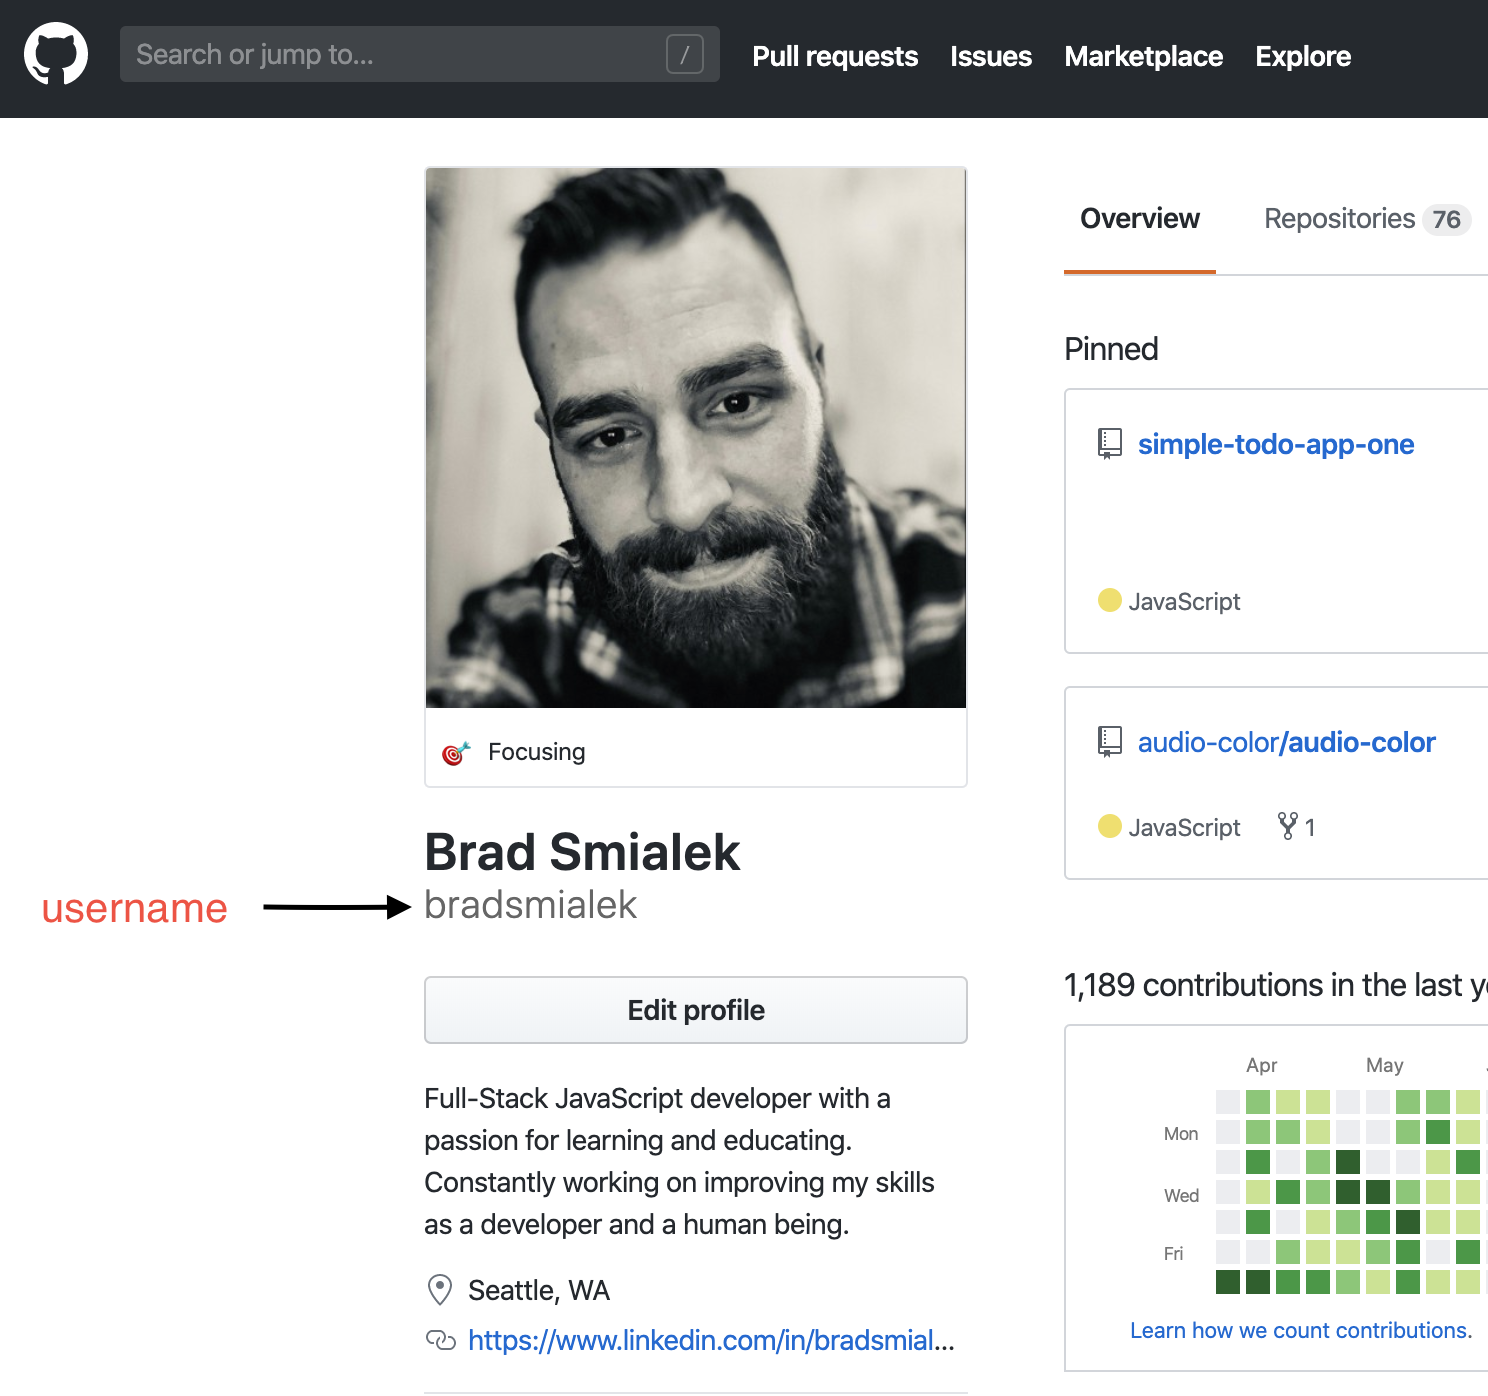 Search or jump to...
/
Pull requests
Issues
Marketplace
Explore
Overview
Repositories 76
Pinned
simple-todo-app-one
JavaScript
audio-color/audio-color
JavaScript
1
Focusing
Brad Smialek
username
bradsmialek
Edit profile
Full-Stack JavaScript developer with a
passion for learning and educating.
Constantly working on improving my skills
as a developer and a human being.
Seattle, WA
https://www.linkedin.com/in/bradsmial...
1,189 contributions in the last
Apr
May
Mon
Wed
Fri
Learn how we count contributions.